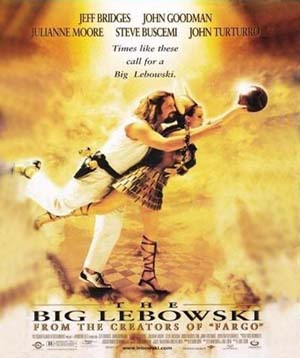 JEFF BRIDGES JOHN GOODMAN
JULIANNE MOORE STEVE BUSCEMI JOHN TURTURRO
Times like these
call for a
Big Lebowski.
THE
BIG LEBOWSKI
FROM THE CREATORS OF "FARGO"
www.lebowski.com